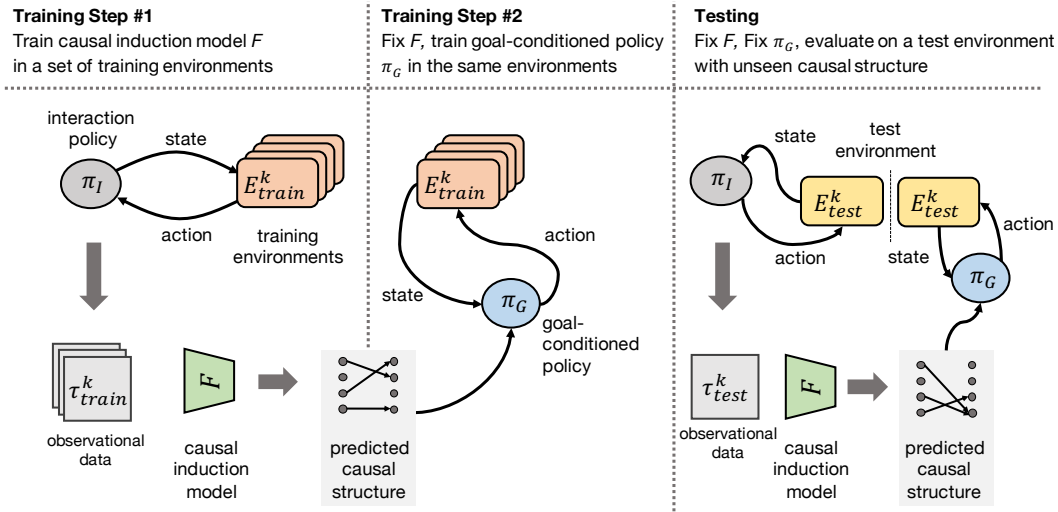 Training Step #1
Train causal induction model F
in a set of training environments
interaction
policy
state
π_I
E^k_train
action
training
environments
τ^k_train
observational
data
F
causal
induction
model
predicted
causal
structure
Training Step #2
Fix F, train goal-conditioned policy
π_G in the same environments
E^k_train
action
state
π_G
goal-
conditioned
policy
Testing
Fix F, Fix π_G, evaluate on a test environment
with unseen causal structure
state
test
environment
π_I
E^k_test
E^k_test
action
action
state
π_G
τ^k_test
observational
data
F
causal
induction
model
predicted
causal
structure